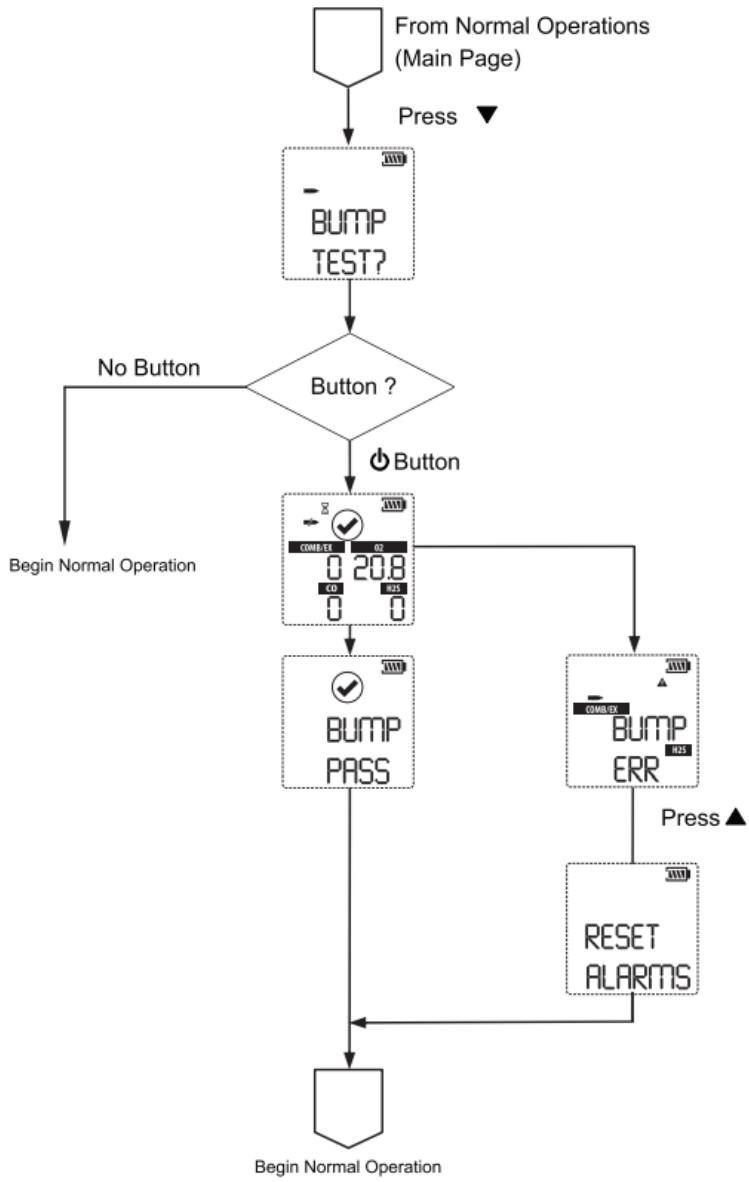 From Normal Operations
(Main Page)
Press ▼
BUMP
TEST?
No Button
Button ?
Button
Begin Normal Operation
COMB/EX O2
0 20.8
CO H2S
0 0
BUMP
PASS
COMB/EX
BUMP
H2S
ERR
Press ▲
RESET
ALARMS
Begin Normal Operation